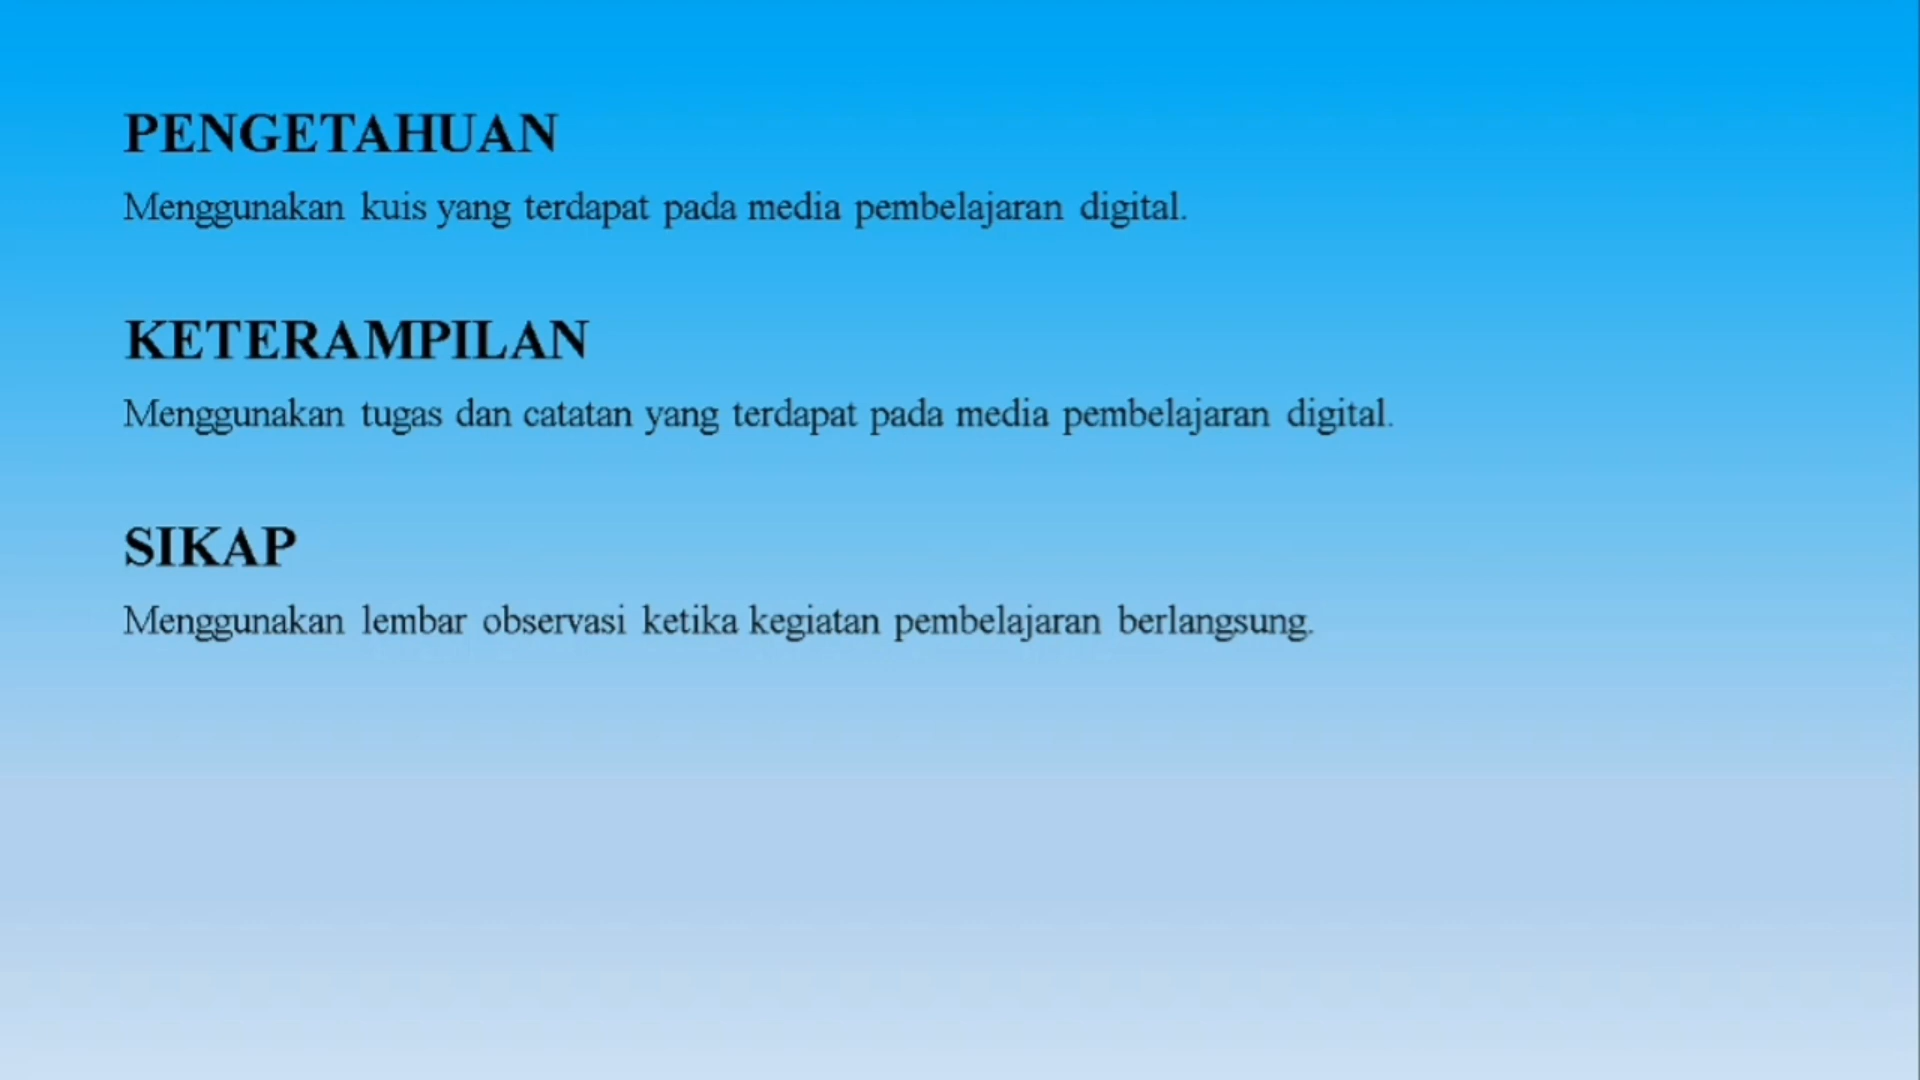 PENGETAHUAN
Menggunakan kuis yang terdapat pada media pembelajaran digital.
KETERAMPILAN
Menggunakan tugas dan catatan yang terdapat pada media pembelajaran digital.
SIKAP
Menggunakan lembar observasi ketika kegiatan pembelajaran berlangsung.